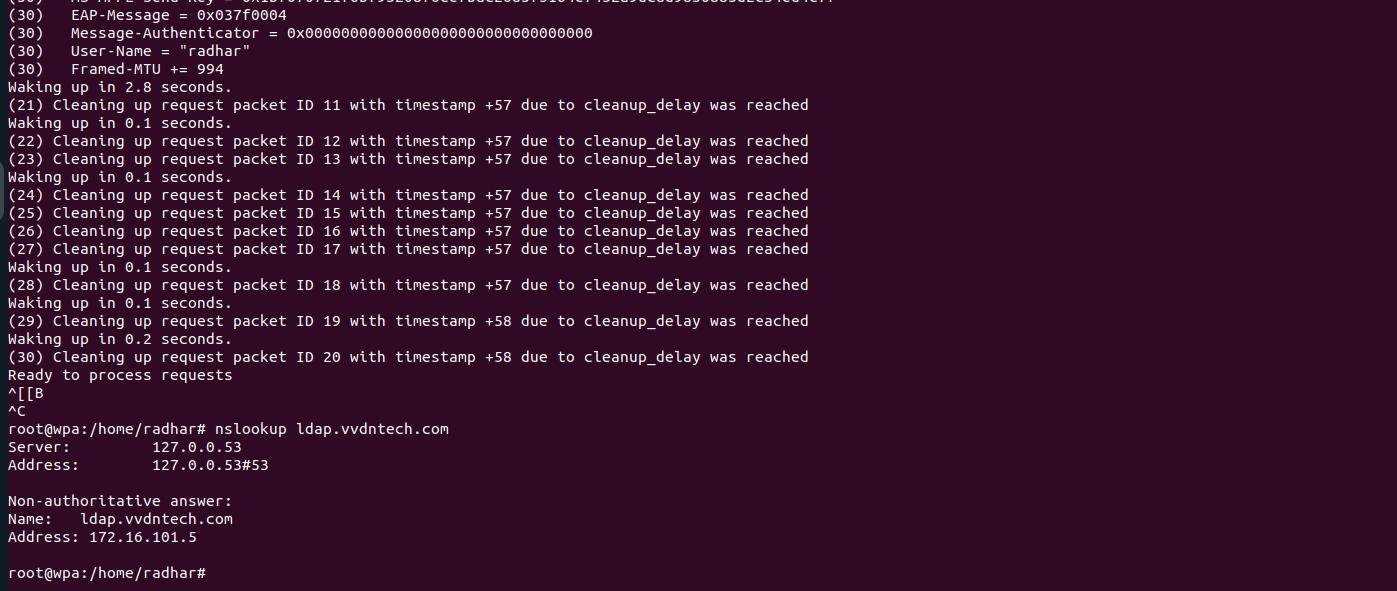 (30)   EAP-Message = 0x037f0004
(30)   Message-Authenticator = 0x00000000000000000000000000000000
(30)   User-Name = "radhar"
(30)   Framed-MTU += 994
Waking up in 2.8 seconds.
(21) Cleaning up request packet ID 11 with timestamp +57 due to cleanup_delay was reached
Waking up in 0.1 seconds.
(22) Cleaning up request packet ID 12 with timestamp +57 due to cleanup_delay was reached
(23) Cleaning up request packet ID 13 with timestamp +57 due to cleanup_delay was reached
Waking up in 0.1 seconds.
(24) Cleaning up request packet ID 14 with timestamp +57 due to cleanup_delay was reached
(25) Cleaning up request packet ID 15 with timestamp +57 due to cleanup_delay was reached
(26) Cleaning up request packet ID 16 with timestamp +57 due to cleanup_delay was reached
(27) Cleaning up request packet ID 17 with timestamp +57 due to cleanup_delay was reached
Waking up in 0.1 seconds.
(28) Cleaning up request packet ID 18 with timestamp +57 due to cleanup_delay was reached
Waking up in 0.1 seconds.
(29) Cleaning up request packet ID 19 with timestamp +58 due to cleanup_delay was reached
Waking up in 0.2 seconds.
(30) Cleaning up request packet ID 20 with timestamp +58 due to cleanup_delay was reached
Ready to process requests
^[[B
^C
root@wpa:/home/radhar# nslookup ldap.vvdntech.com
Server:         127.0.0.53
Address:        127.0.0.53#53

Non-authoritative answer:
Name:   ldap.vvdntech.com
Address: 172.16.101.5

root@wpa:/home/radhar#